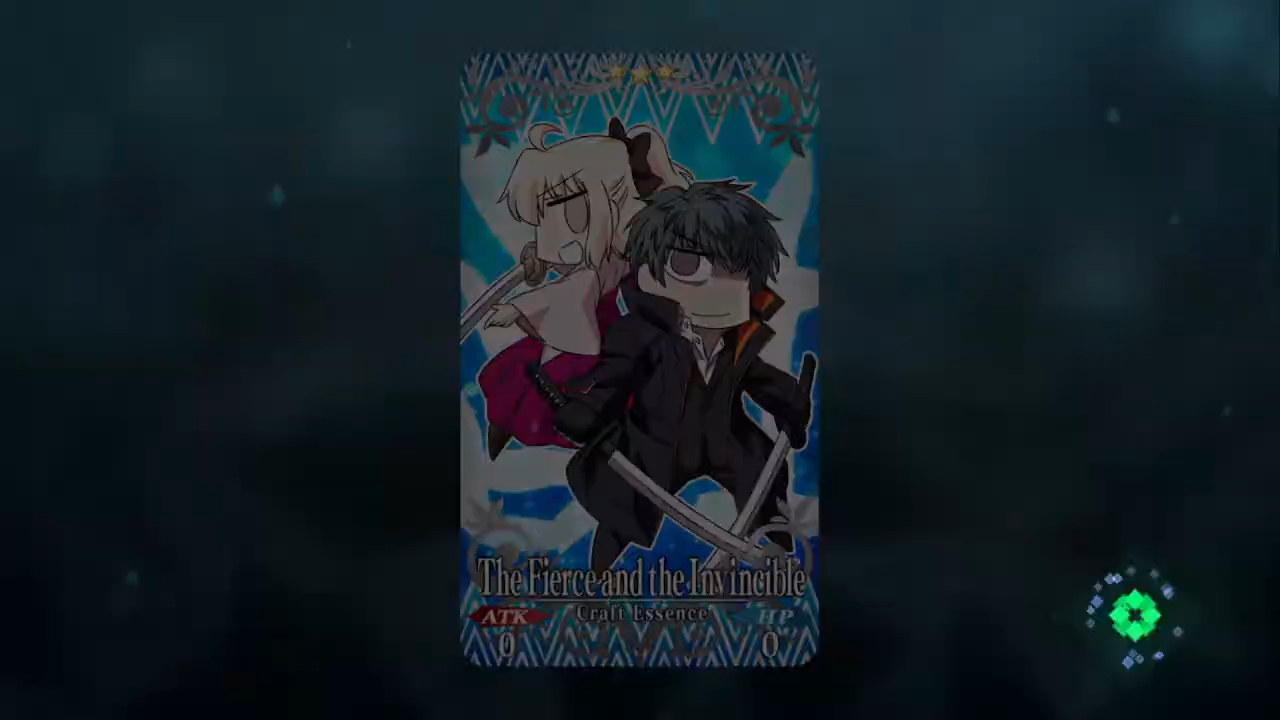 The Fierce and the Invincible
ATK Craft Essence HP
0 0